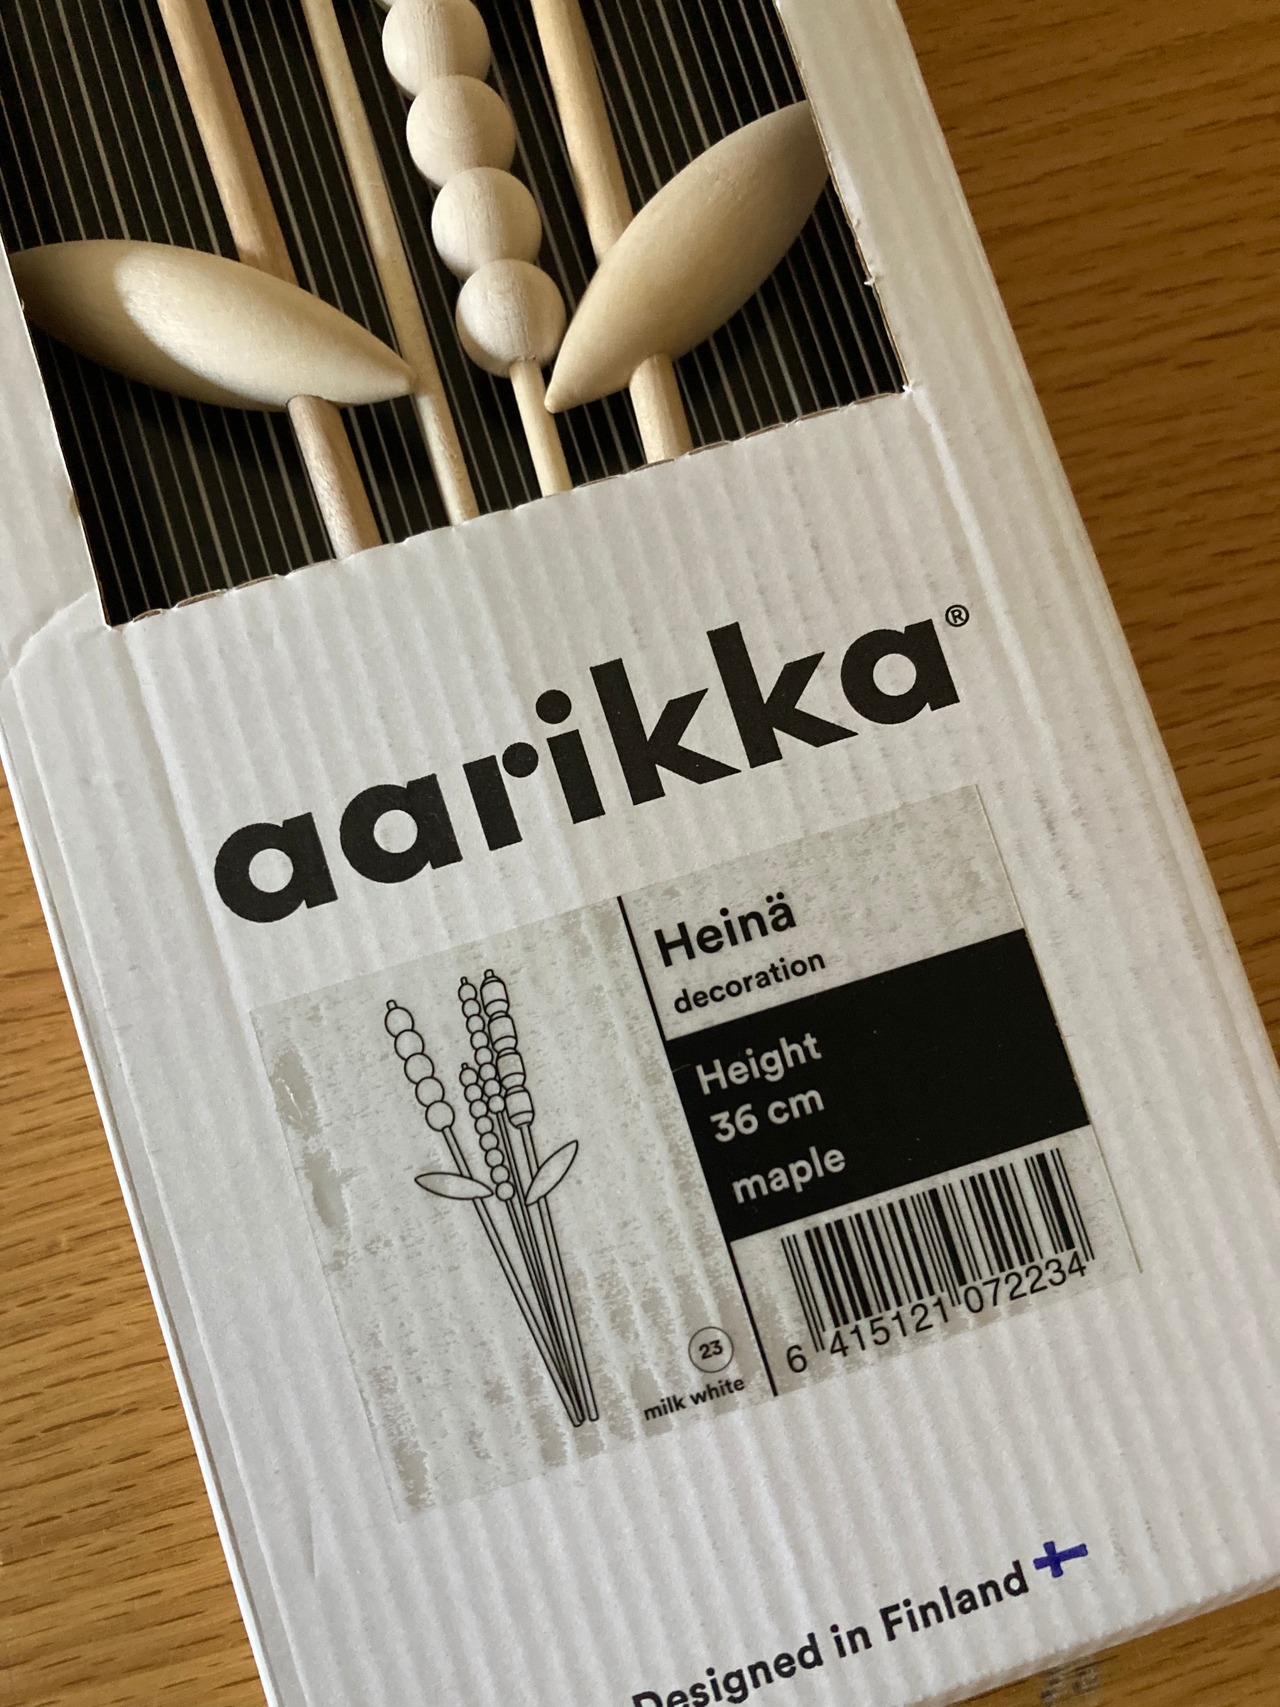 aarikka®
Heinä
decoration
Height
36 cm
maple
23
milk white
6 415121 072234
Designed in Finland